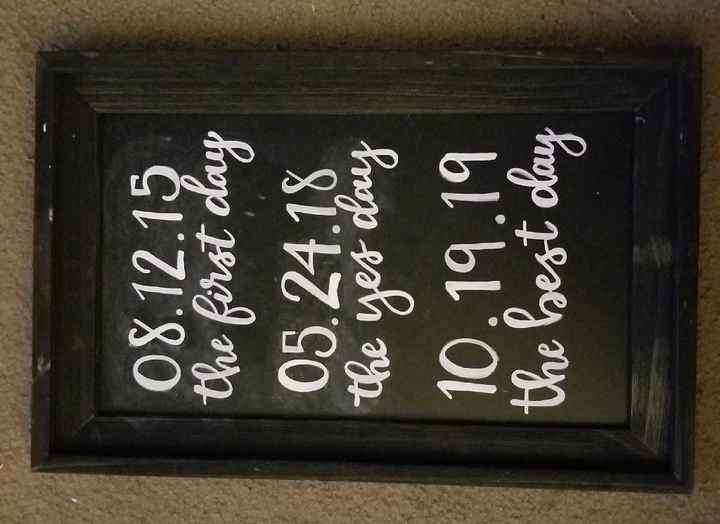 08.12.15
the first day
05.24.18
the yes day
10.19.19
the best day